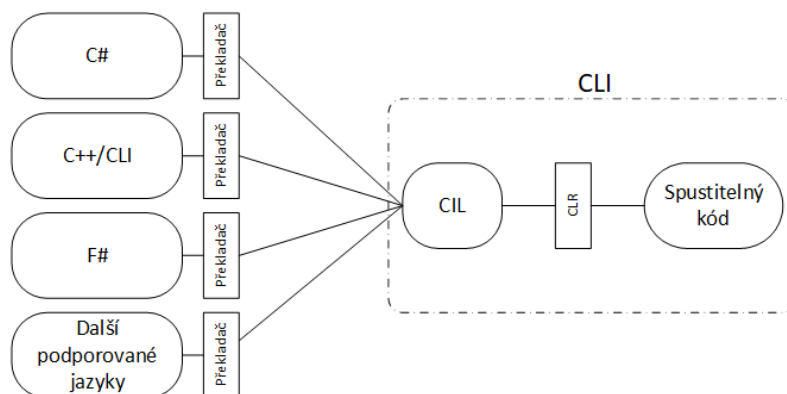 C#
Překladač
CLI
C++/CLI
Překladač
CIL
CLR
Spustitelný
kód
F#
Překladač
Další
podporované
jazyky
Překladač